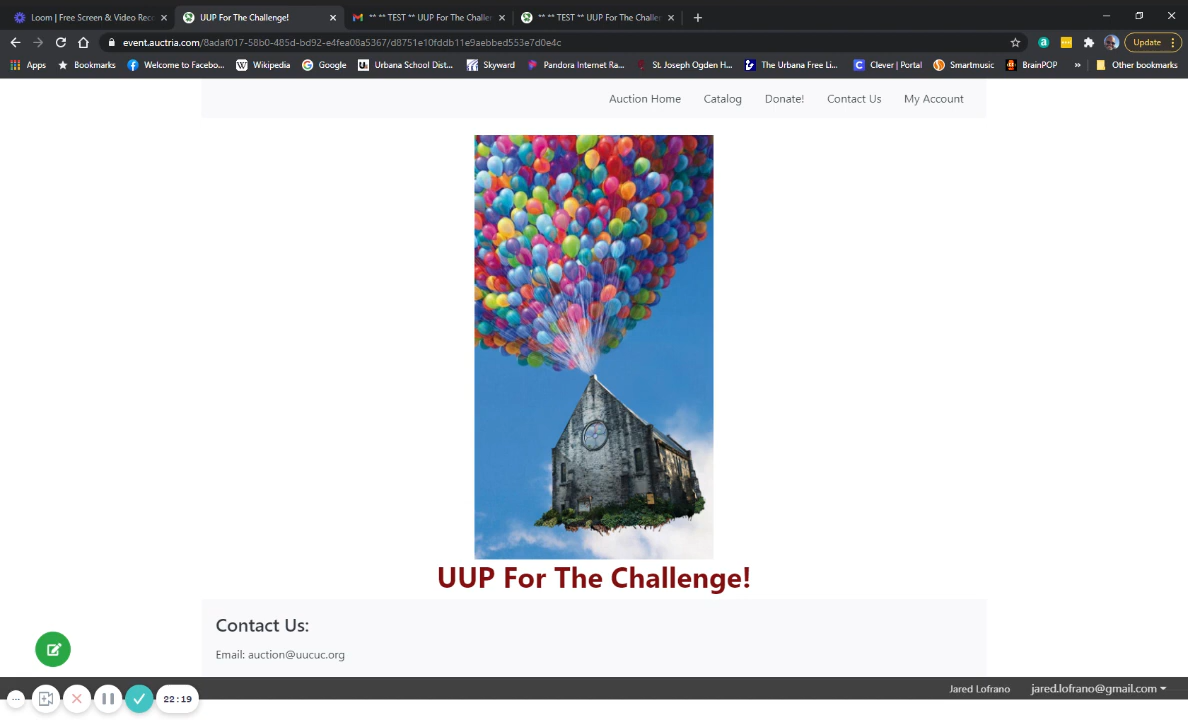 Loom | Free Screen & Video Rec
UUP For The Challenge!
** ** TEST ** UUP For The Challe
** ** TEST ** UUP For The Challe
event.auctria.com/8adaf017-58b0-485d-bd92-e4fea08a5367/d8751e10fddb11e9aebbed553e7d0e4c
Update
Apps
Bookmarks
Welcome to Facebo...
Wikipedia
Google
Urbana School Dist...
Skyward
Pandora Internet Ra...
St. Joseph Ogden H...
The Urbana Free Li...
Clever | Portal
Smartmusic
BrainPOP
»
Other bookmarks
Auction Home
Catalog
Donate!
Contact Us
My Account
UUP For The Challenge!
Contact Us:
Email: auction@uucuc.org
Jared Lofrano
jared.lofrano@gmail.com
22:19